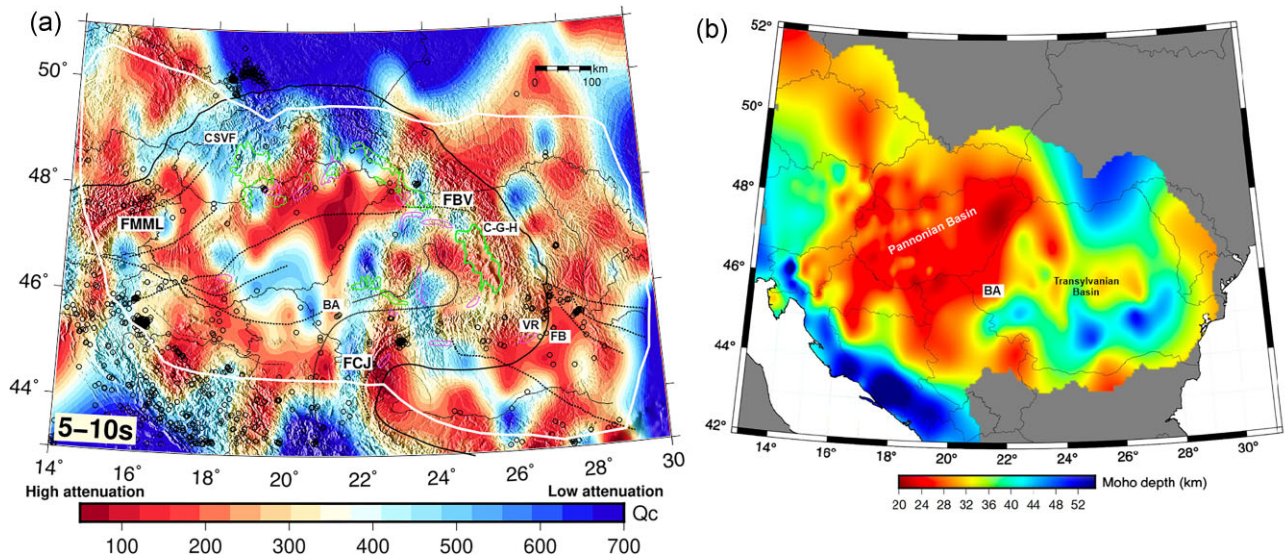 (a)
50°
48°
46°
44°
km
0 100
CSVF
FMML
FBV
C-G-H
BA
VR
FB
FCJ
5–10s
14 16 18 20 22 24 26 28 30
High attenuation Low attenuation
Qc
100 200 300 400 500 600 700
(b)
52°
50°
48°
46°
44°
42°
Pannonian Basin
BA
Transylvanian
Basin
14° 16° 18° 20° 22° 24° 26° 28° 30°
Moho depth (km)
20 24 28 32 36 40 44 48 52